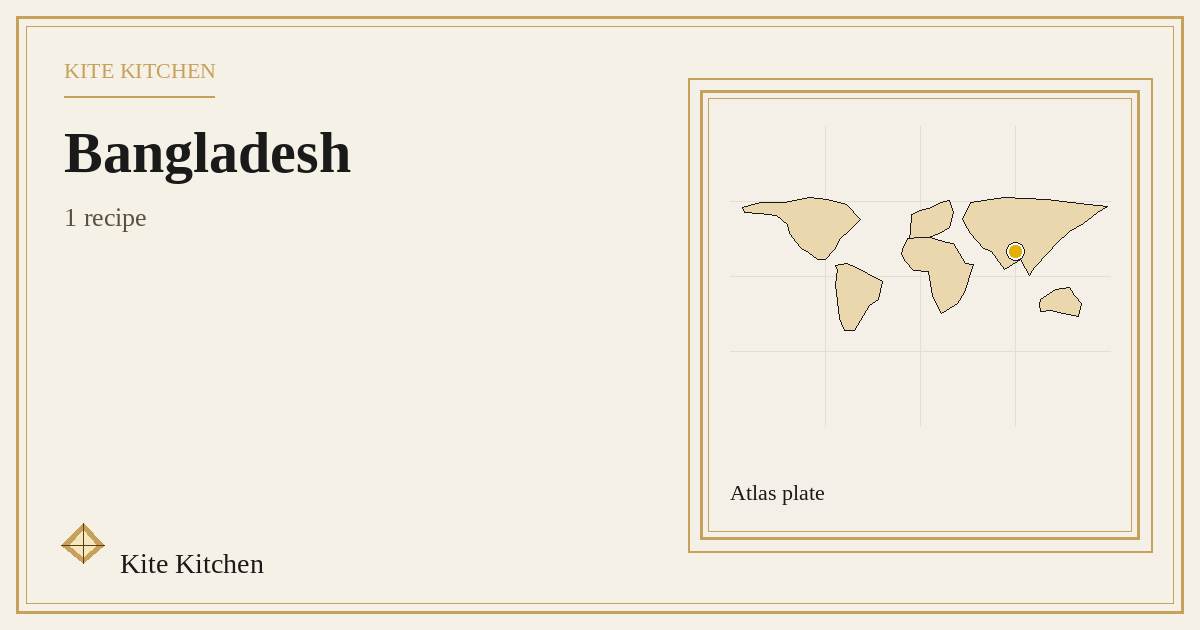 KITE KITCHEN
Bangladesh
1 recipe
Atlas plate
Kite Kitchen